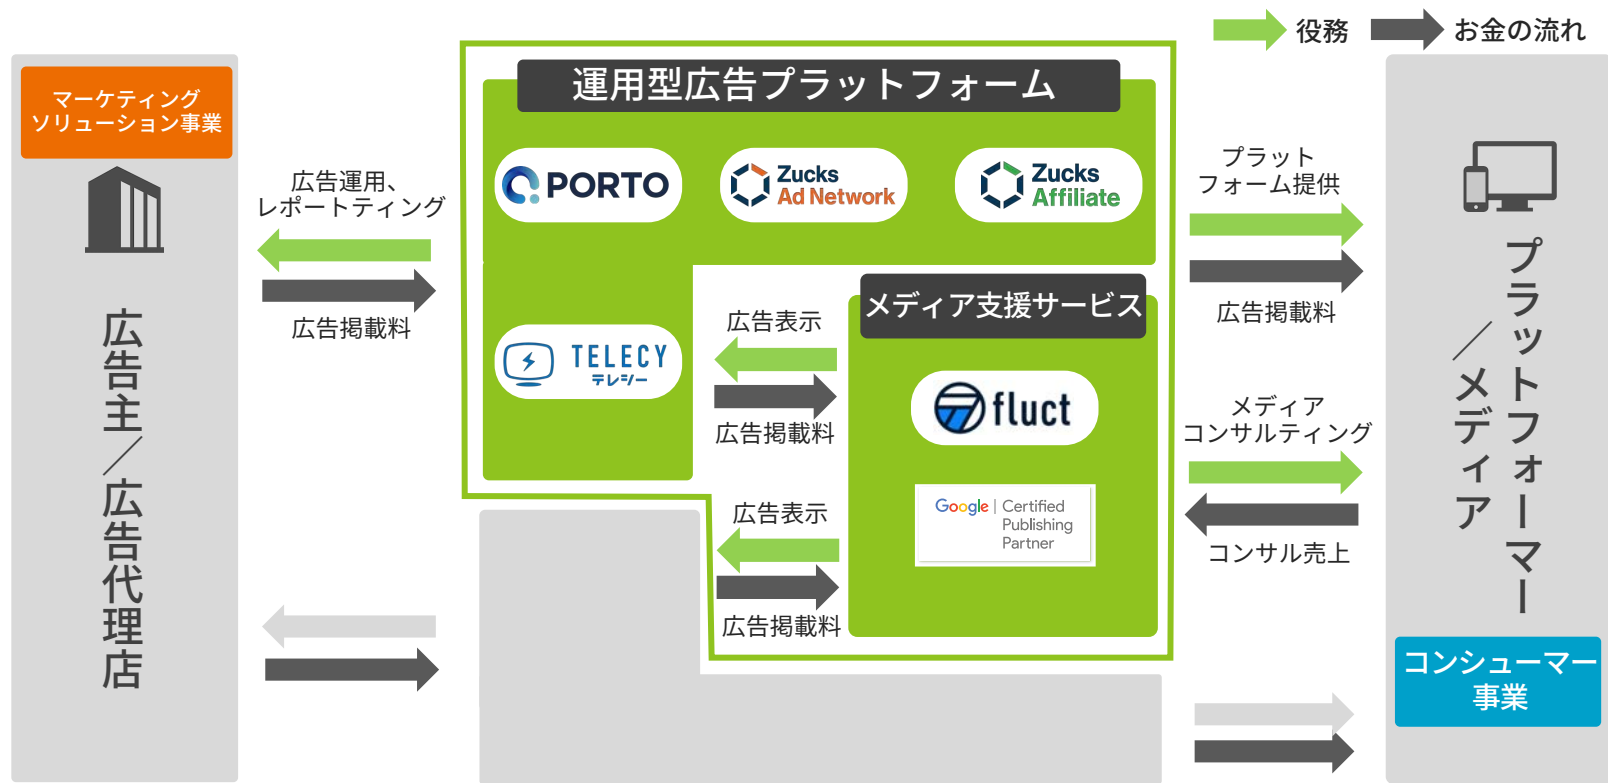 役務
お金の流れ
マーケティング
ソリューション事業
広告主／広告代理店
広告運用、
レポートティング
広告掲載料
運用型広告プラットフォーム
PORTO
Zucks
Ad Network
Zucks
Affiliate
TELECY
テレシー
広告表示
広告掲載料
メディア支援サービス
fluct
Google | Certified
Publishing
Partner
広告表示
広告掲載料
プラット
フォーム提供
広告掲載料
メディア
コンサルティング
コンサル売上
プラットフォーマー
／メディア
コンシューマー
事業